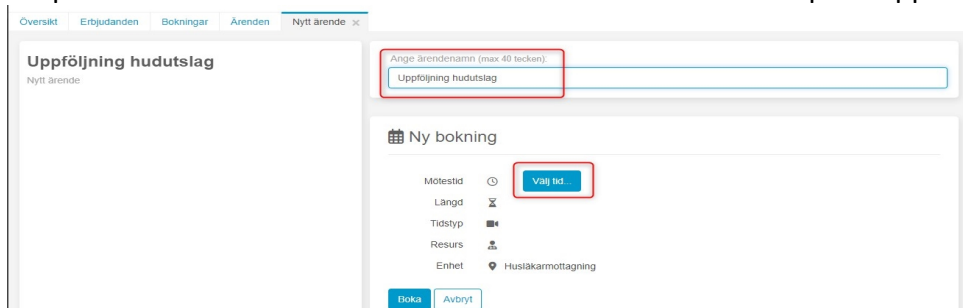 Översikt Erbjudanden Bokningar Ärenden Nytt ärende ×
Uppföljning hudutslag
Nytt ärende
Ange ärendenamn (max 40 tecken):
Uppföljning hudutslag
Ny bokning
Mötestid Välj tid...
Längd
Tidstyp
Resurs
Enhet Husläkarmottagning
Boka Avbryt